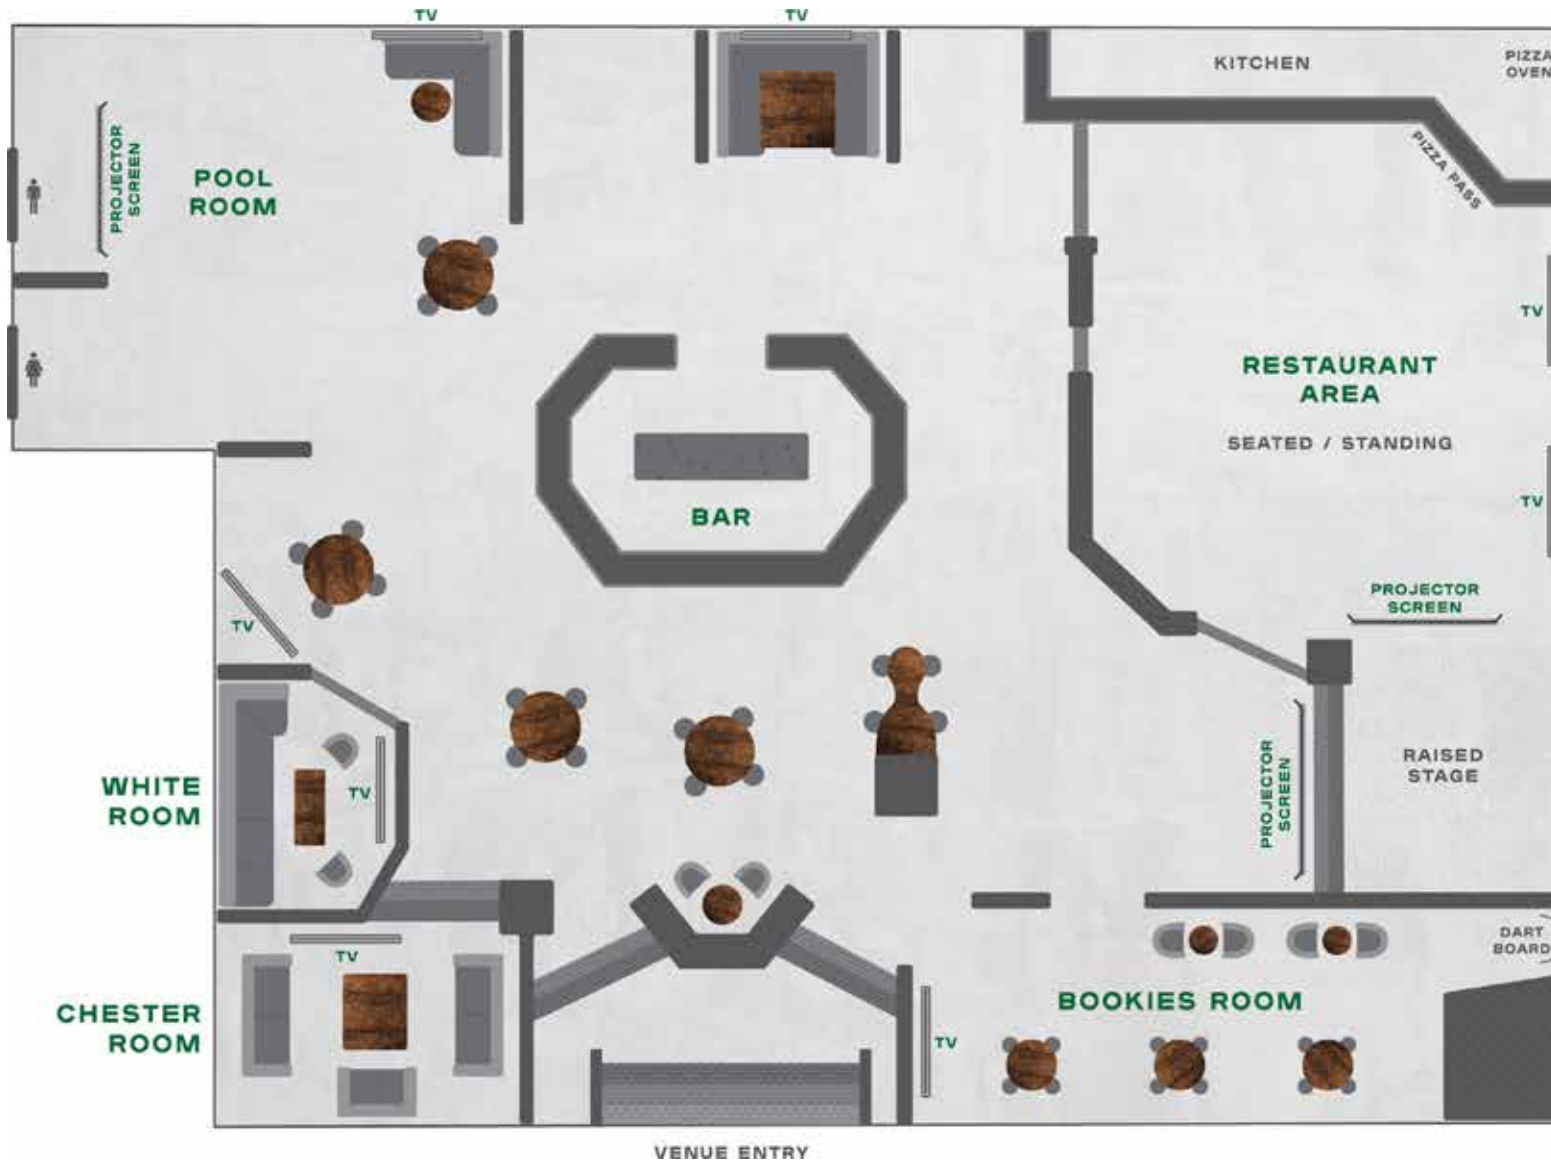 TV
TV
KITCHEN
PIZZA
OVEN
PROJECTOR
SCREEN
POOL
ROOM
PIZZA PASS
TV
RESTAURANT
AREA
SEATED / STANDING
TV
BAR
PROJECTOR
SCREEN
TV
WHITE
ROOM
TV
PROJECTOR
SCREEN
RAISED
STAGE
DART
BOARD
TV
CHESTER
ROOM
BOOKIES ROOM
TV
VENUE ENTRY